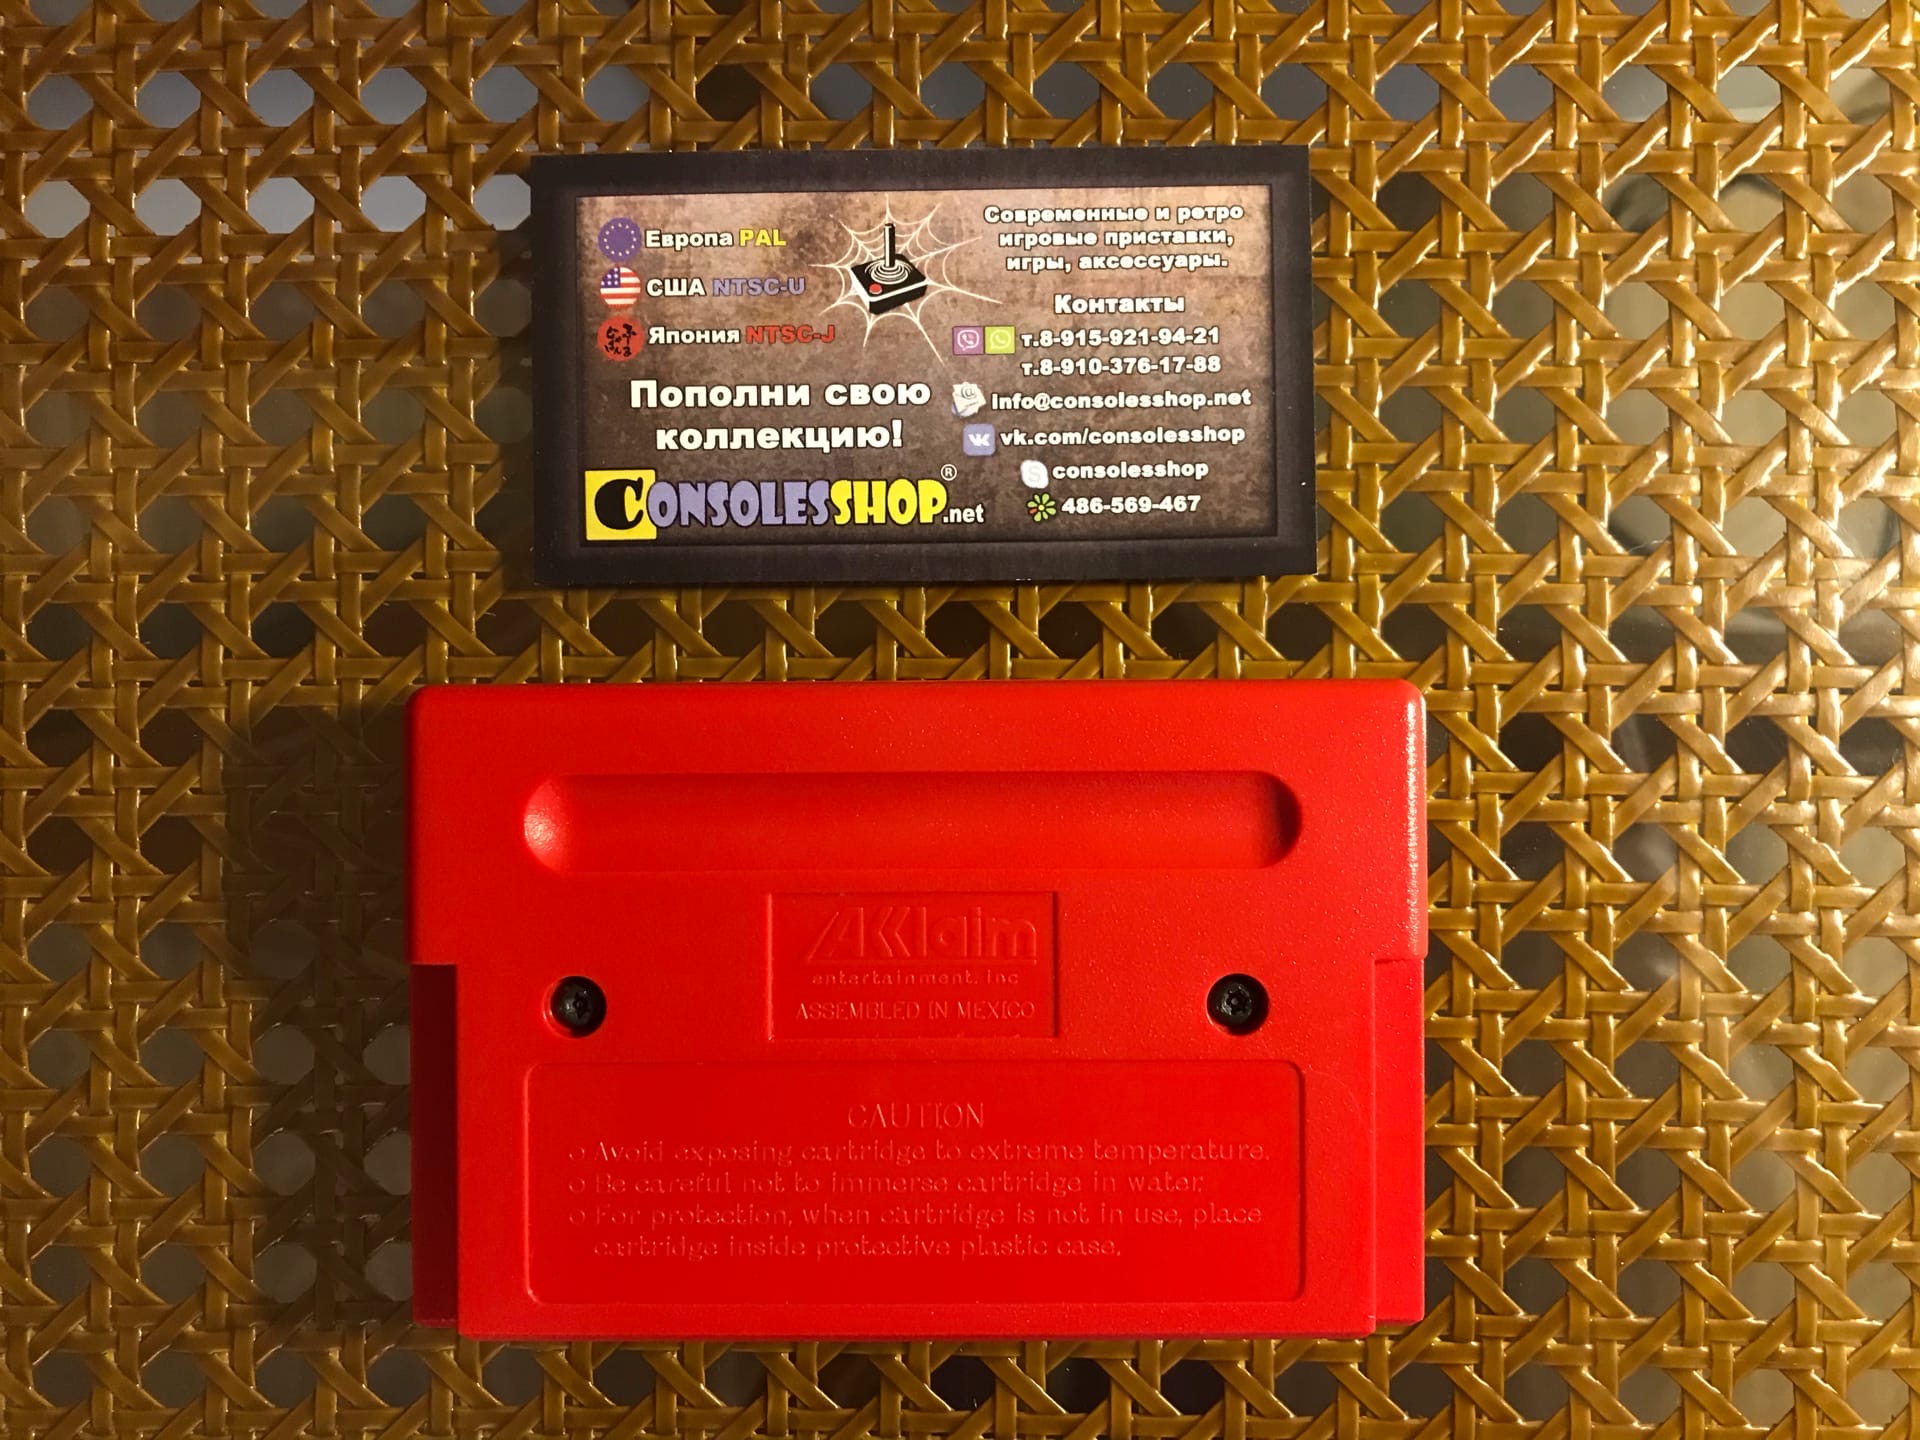 Европа PAL
США NTSC-U
Япония NTSC-J
Пополни свою
коллекцию!
CONSOLESSHOP.net®
Современные и ретро
игровые приставки,
игры, аксессуары.
Контакты
т.8-915-921-94-21
т.8-910-376-17-88
info@consolesshop.net
vk.com/consolesshop
consolesshop
486-569-467
AKKlaim
entertainment, inc
ASSEMBLED IN MEXICO
CAUTION
o Avoid exposing cartridge to extreme temperature.
o Be careful not to immerse cartridge in water.
o For protection, when cartridge is not in use, place
cartridge inside protective plastic case.